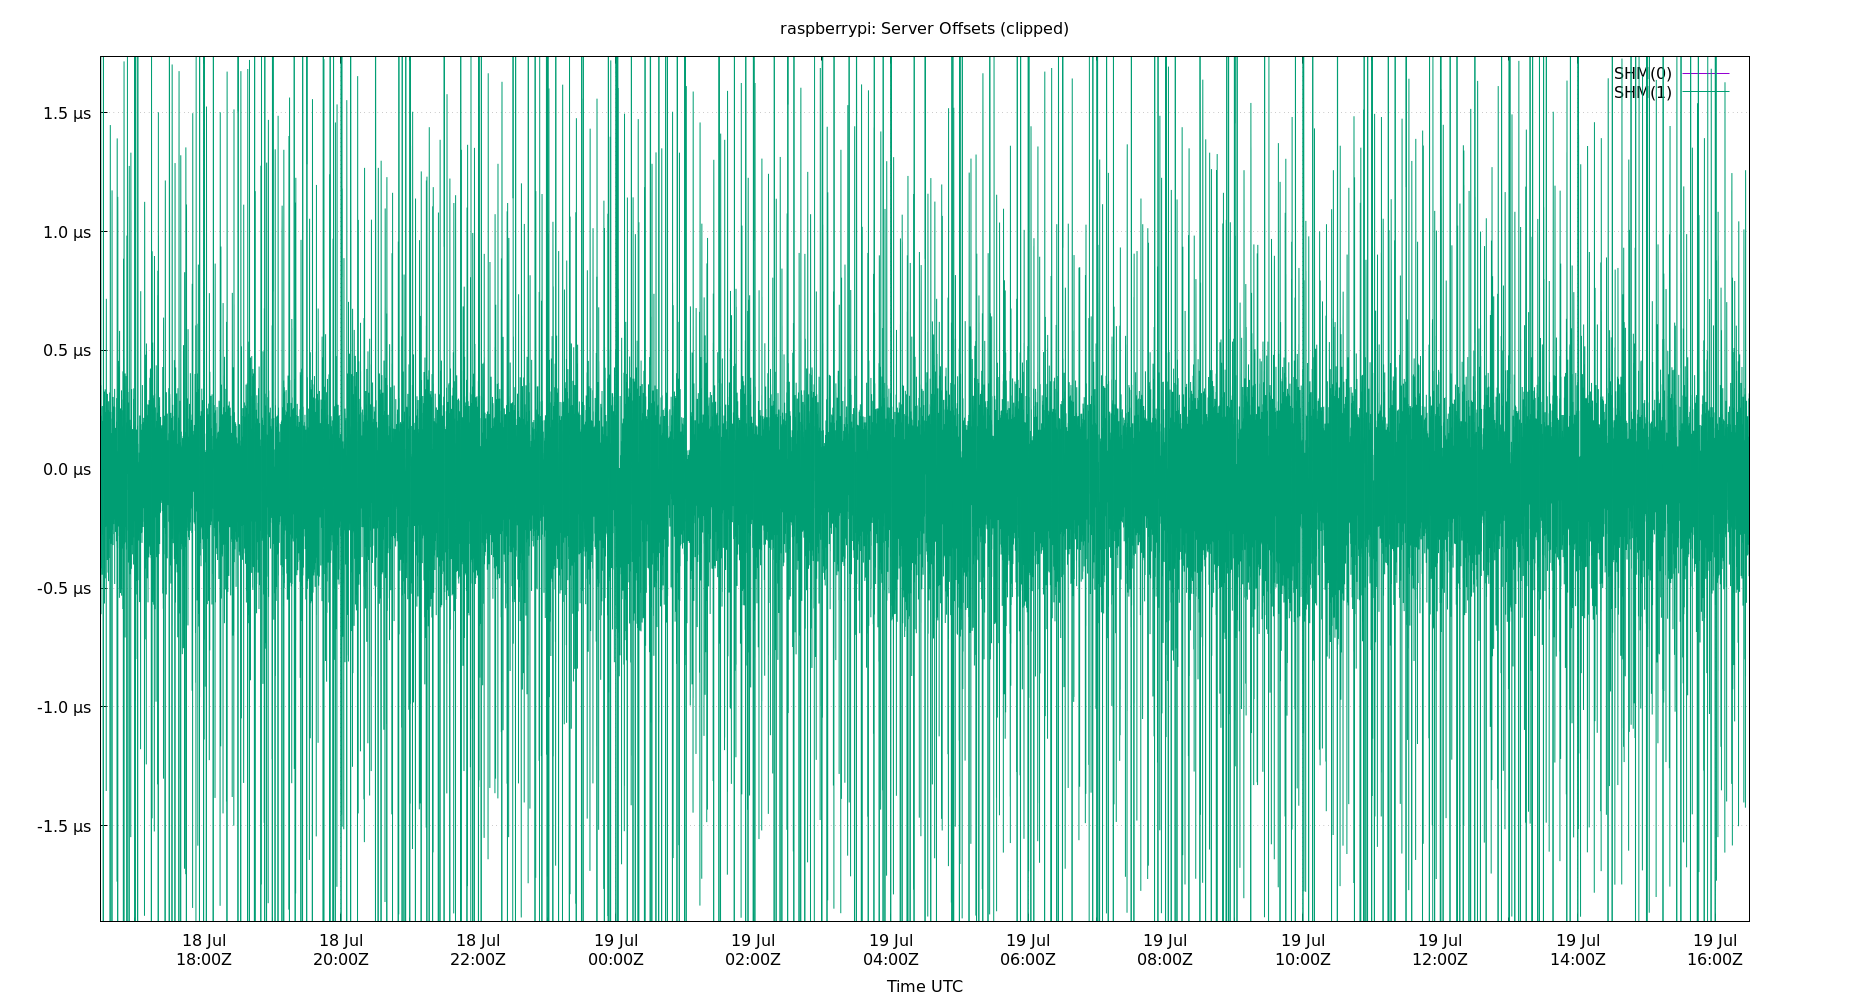 raspberrypi: Server Offsets (clipped)
SHM(0)
SHM(1)
1.5 µs
1.0 µs
0.5 µs
0.0 µs
-0.5 µs
-1.0 µs
-1.5 µs
18 Jul 18 Jul 18 Jul 19 Jul 19 Jul 19 Jul 19 Jul 19 Jul 19 Jul 19 Jul 19 Jul 19 Jul
18:00Z 20:00Z 22:00Z 00:00Z 02:00Z 04:00Z 06:00Z 08:00Z 10:00Z 12:00Z 14:00Z 16:00Z
Time UTC